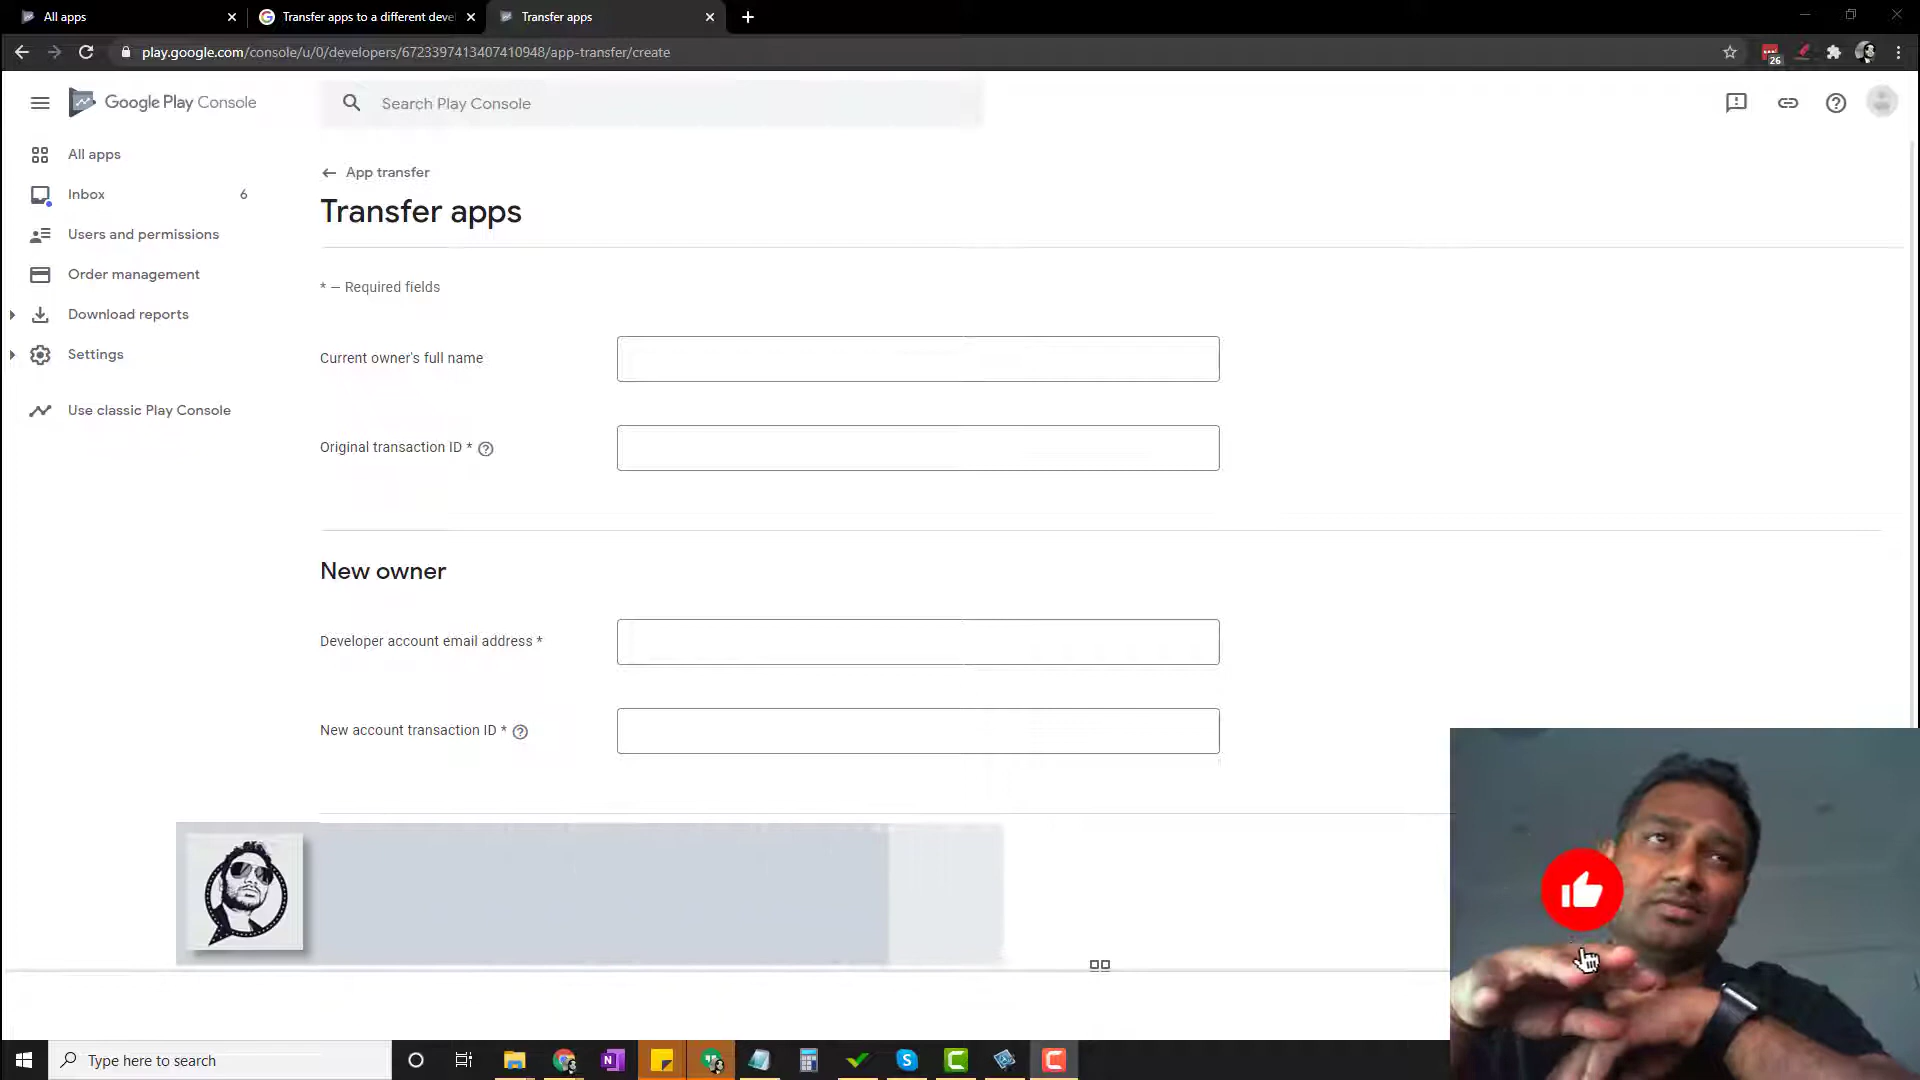 All apps
Transfer apps to a different deve
Transfer apps
play.google.com/console/u/0/developers/6723397413407410948/app-transfer/create
26
Google Play Console
Search Play Console
All apps
Inbox 6
Users and permissions
Order management
Download reports
Settings
Use classic Play Console
App transfer
Transfer apps
* – Required fields
Current owner's full name
Original transaction ID *
New owner
Developer account email address *
New account transaction ID *
Type here to search